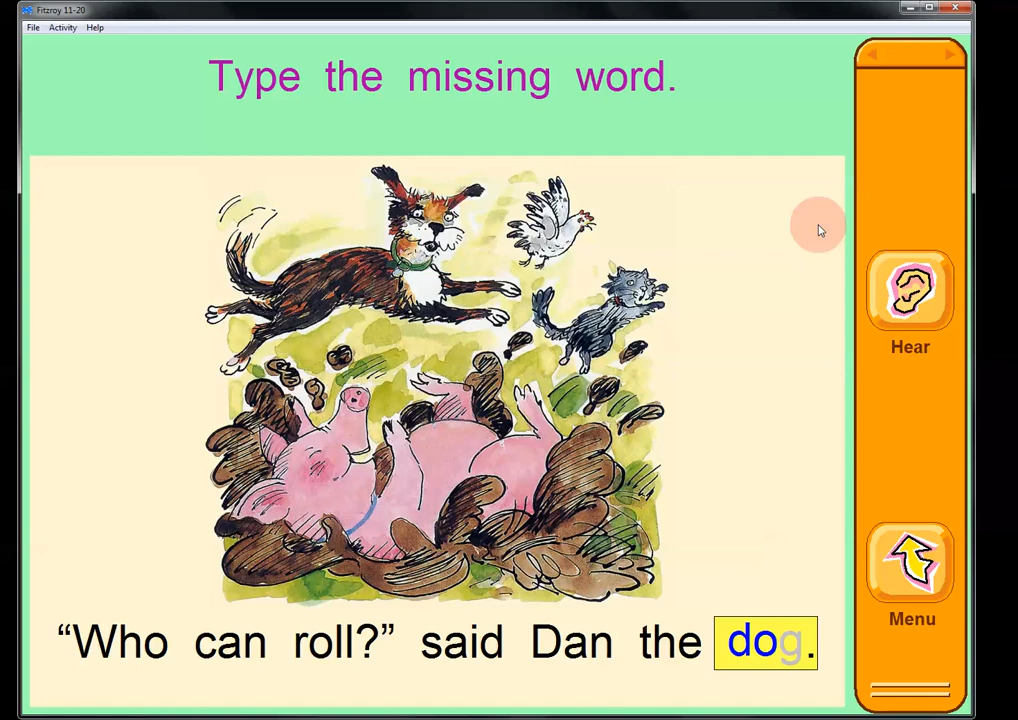 Fitzroy 11-20
File Activity Help
Type the missing word.
Hear
Menu
“Who can roll?” said Dan the dog.